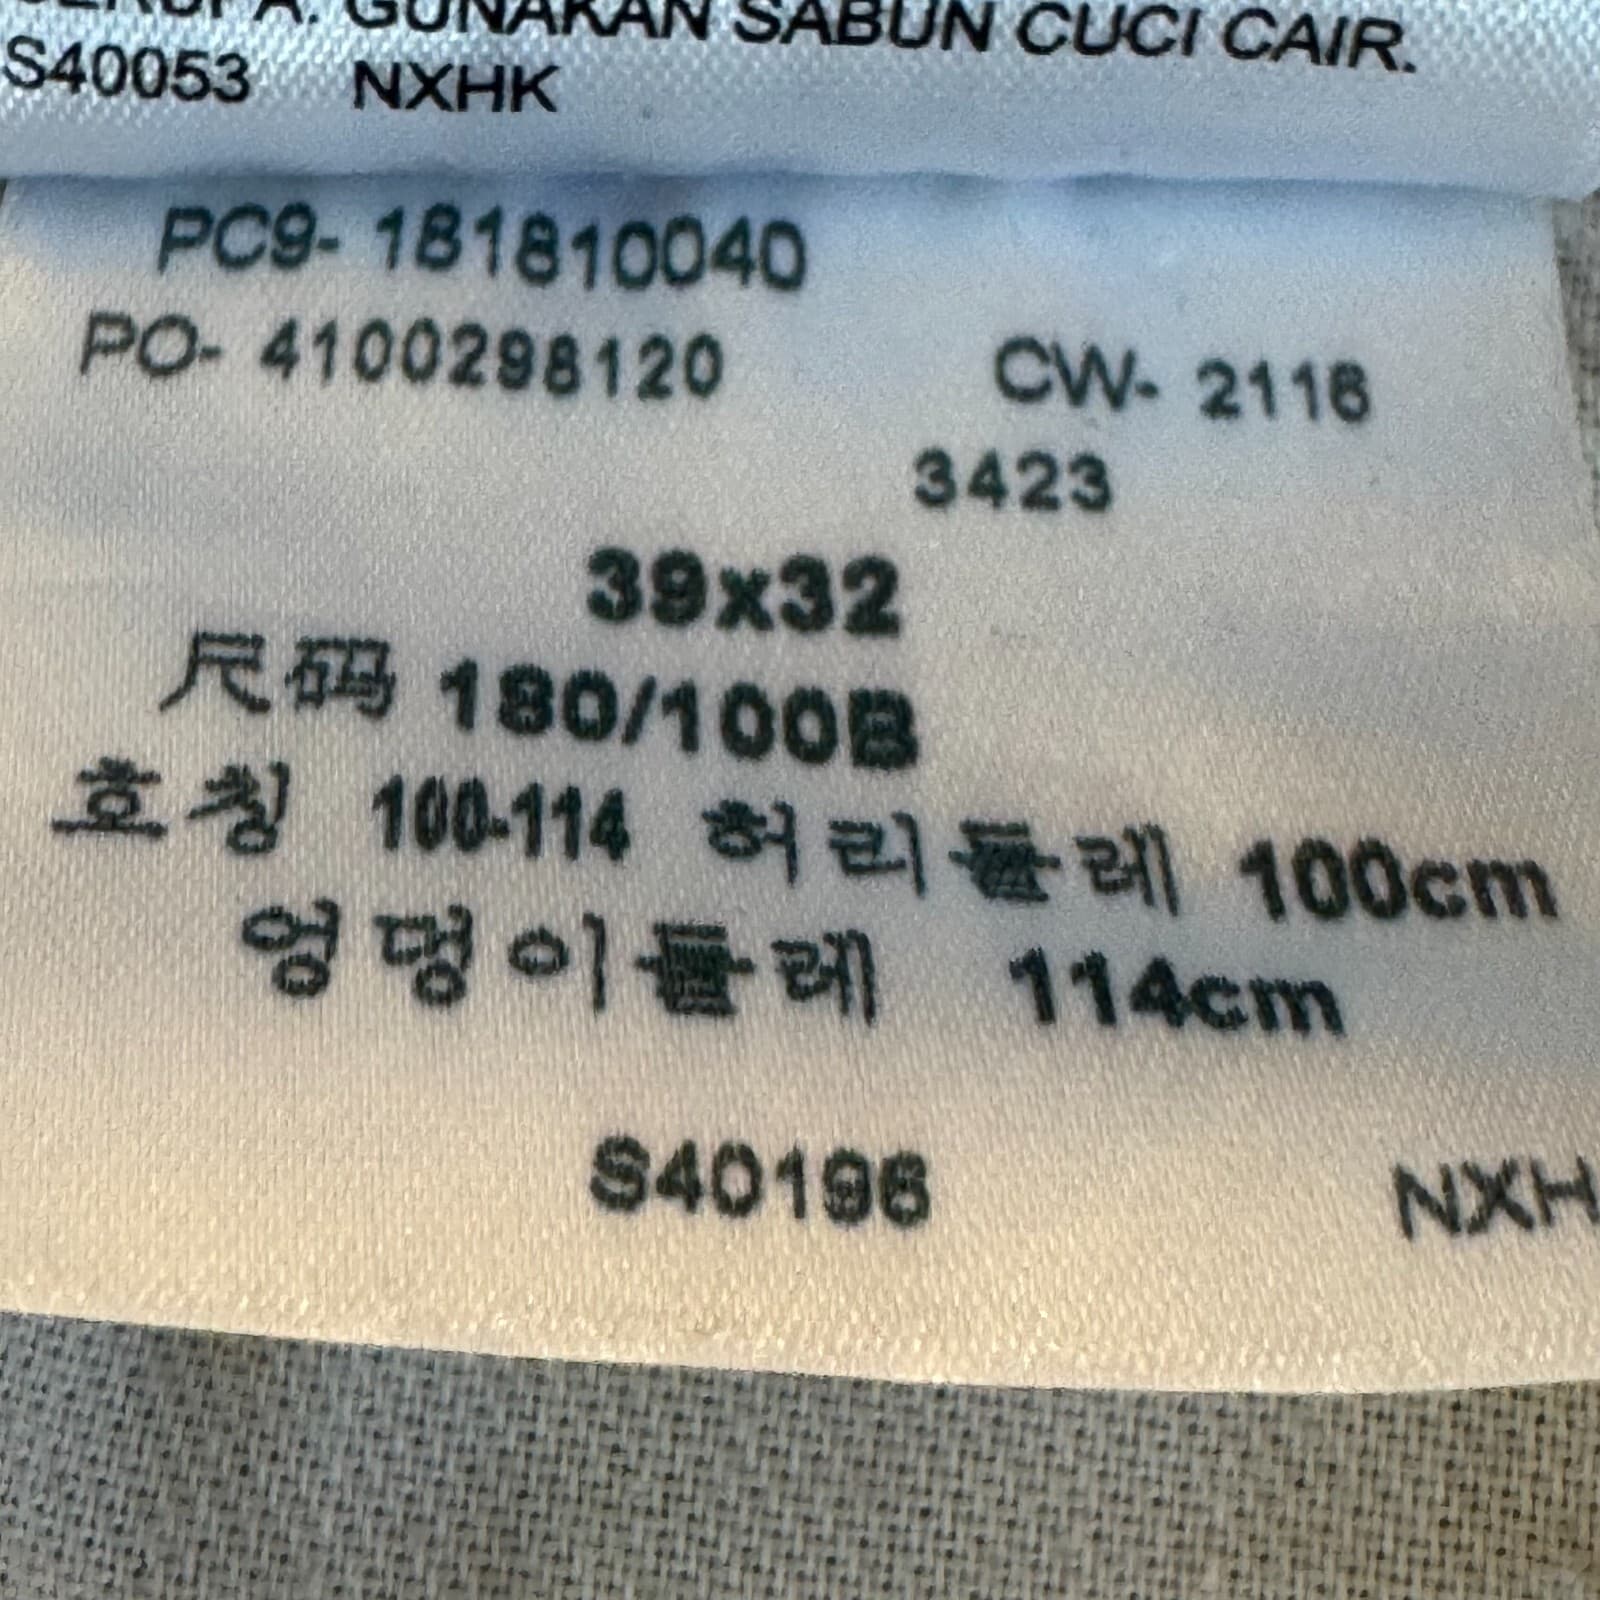 GUNAKAN SABUN CUCI CAIR.
S40053 NXHK
PC9- 181810040
PO- 4100298120 CW- 2116
3423
39x32
尺码 180/100B
호칭 100-114 허리둘레 100cm
엉덩이둘레 114cm
S40196 NXH